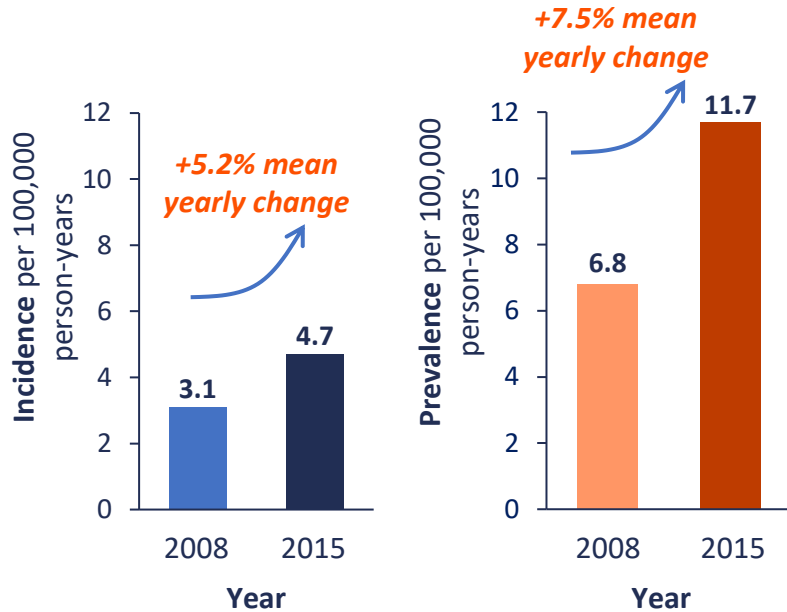 +5.2% mean
yearly change
Incidence per 100,000
person-years
12
10
8
6
4
2
0
3.1
4.7
2008
2015
Year
+7.5% mean
yearly change
Prevalence per 100,000
person-years
12
10
8
6
4
2
0
6.8
11.7
2008
2015
Year